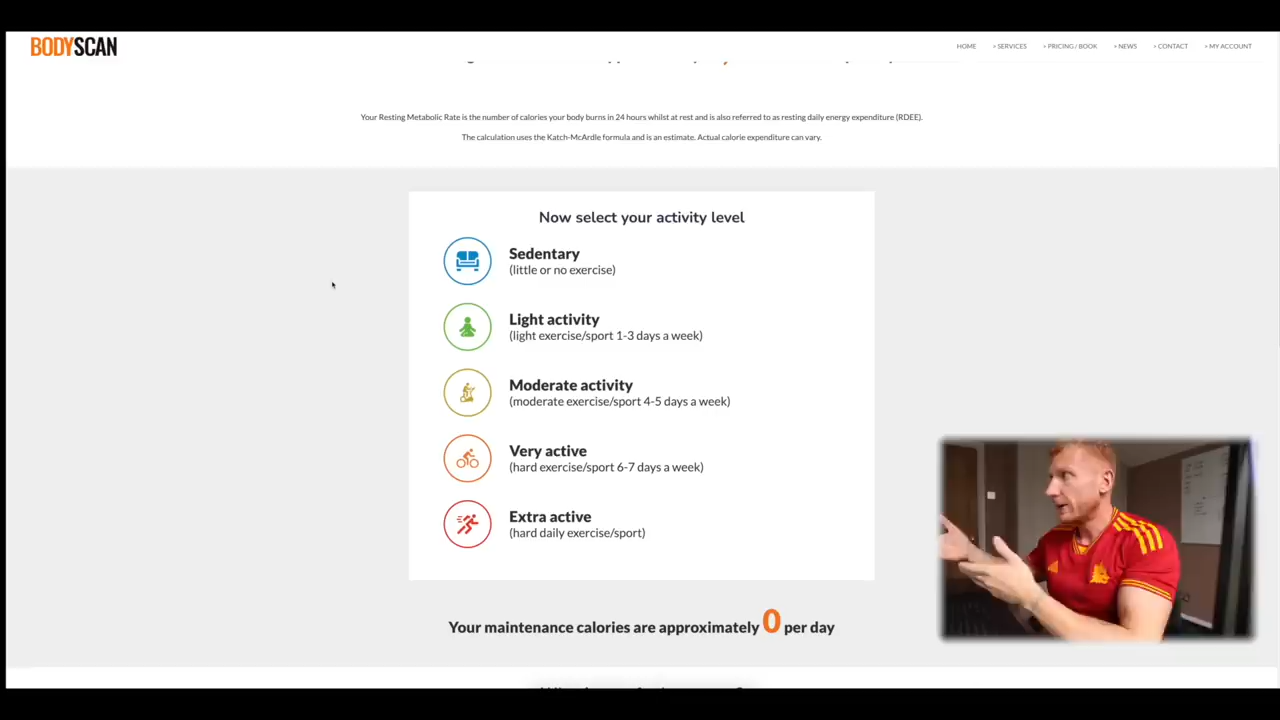 BODYSCAN
HOME > SERVICES > PRICING / BOOK > NEWS > CONTACT > MY ACCOUNT
Your Resting Metabolic Rate is the number of calories your body burns in 24 hours whilst at rest and is also referred to as resting daily energy expenditure (RDEE).
The calculation uses the Katch-McArdle formula and is an estimate. Actual calorie expenditure can vary.
Now select your activity level
Sedentary
(little or no exercise)
Light activity
(light exercise/sport 1-3 days a week)
Moderate activity
(moderate exercise/sport 4-5 days a week)
Very active
(hard exercise/sport 6-7 days a week)
Extra active
(hard daily exercise/sport)
Your maintenance calories are approximately 0 per day